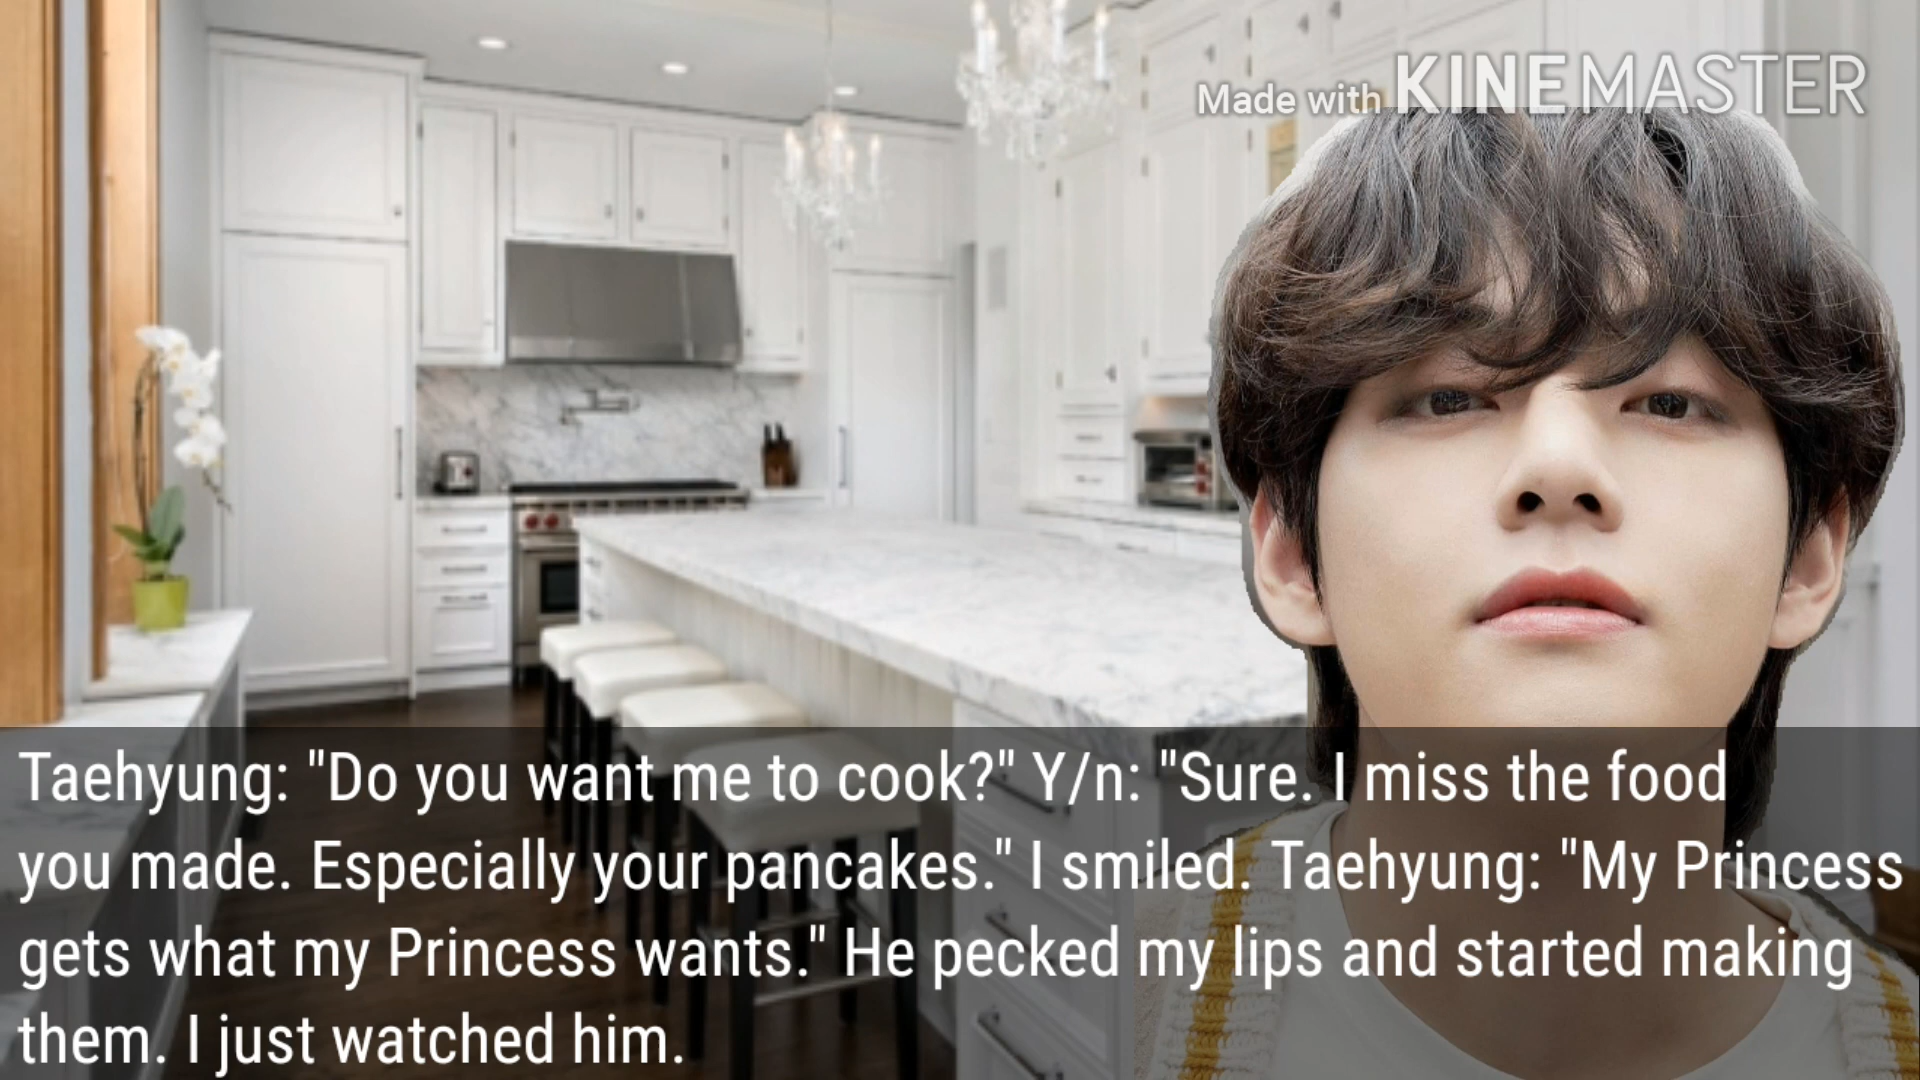 Made with KINEMASTER
Taehyung: "Do you want me to cook?" Y/n: "Sure. I miss the food
you made. Especially your pancakes." I smiled. Taehyung: "My Princess
gets what my Princess wants." He pecked my lips and started making
them. I just watched him.